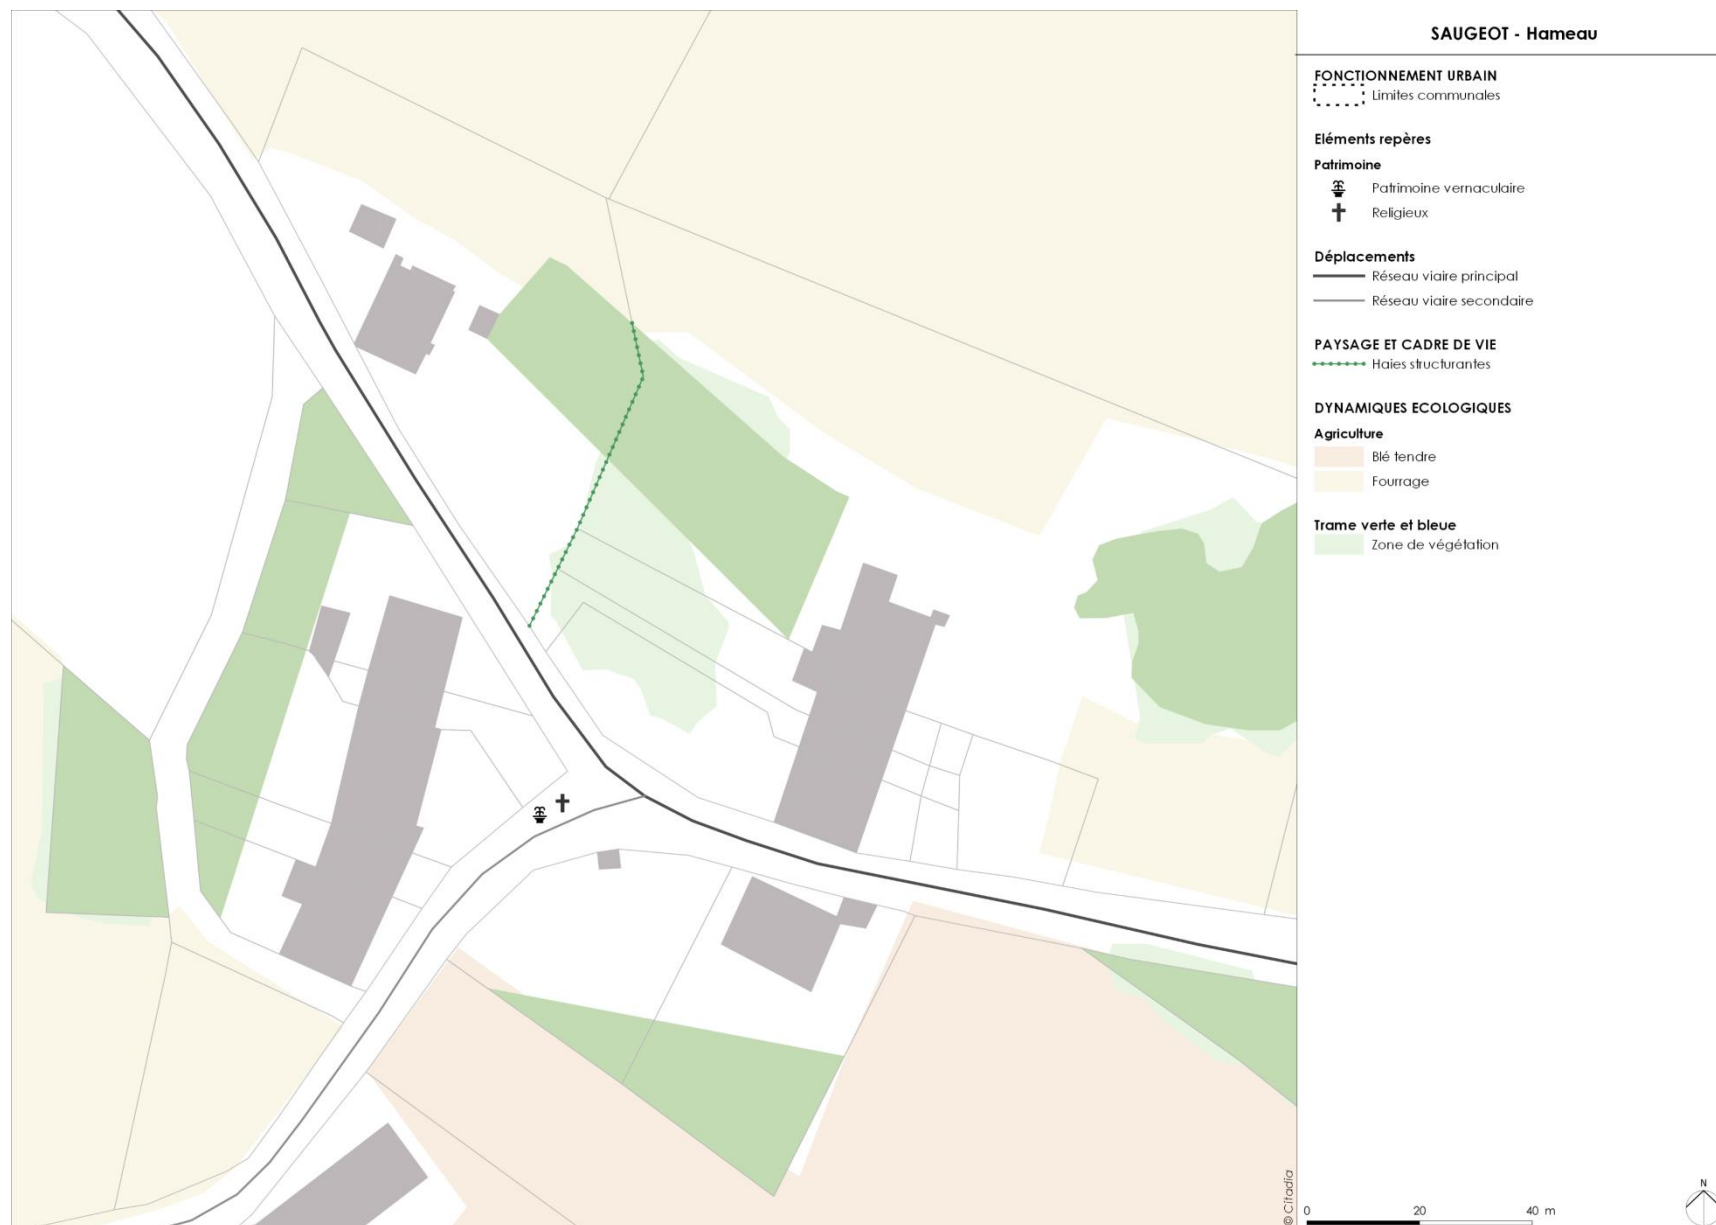 SAUGEOT - Hameau
FONCTIONNEMENT URBAIN
Limites communales
Eléments repères
Patrimoine
Patrimoine vernaculaire
Religieux
Déplacements
Réseau viaire principal
Réseau viaire secondaire
PAYSAGE ET CADRE DE VIE
Haies structurantes
DYNAMIQUES ECOLOGIQUES
Agriculture
Blé tendre
Fourrage
Trame verte et bleue
Zone de végétation
© Citadia
N
0 20 40 m